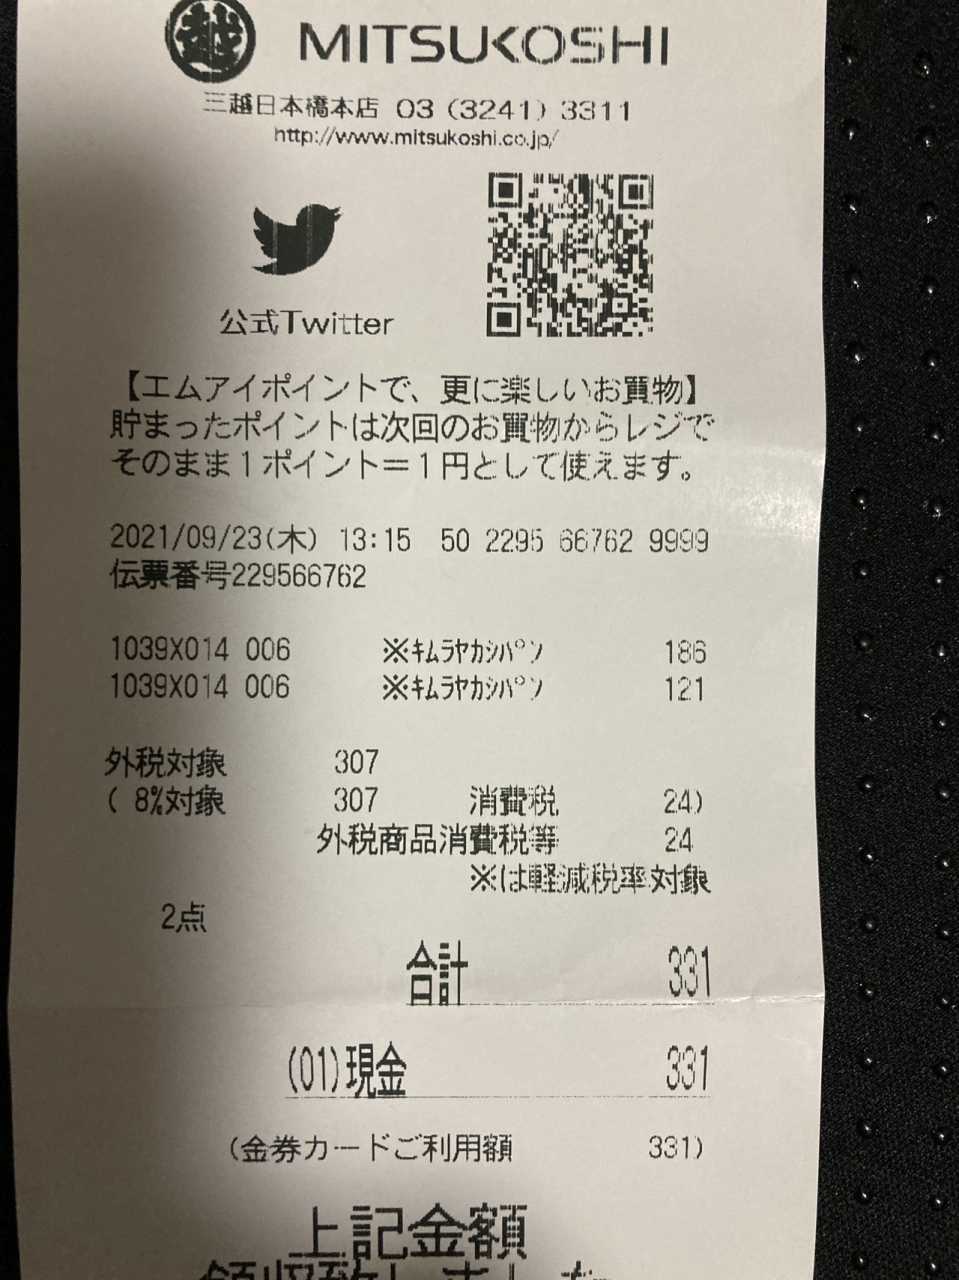 越 MITSUKOSHI
三越日本橋本店 03 (3241) 3311
http://www.mitsukoshi.co.jp/
公式Twitter
【エムアイポイントで、更に楽しいお買物】
貯まったポイントは次回のお買物からレジで
そのまま1ポイント=1円として使えます。
2021/09/23(木) 13:15 50 2295 66762 9999
伝票番号229566762
1039X014 006 ※ｷﾑﾗﾔｶｼﾊﾟﾝ 186
1039X014 006 ※ｷﾑﾗﾔｶｼﾊﾟﾝ 121
外税対象 307
( 8%対象 307 消費税 24)
外税商品消費税等 24
※は軽減税率対象
2点
合計 331
(01)現金 331
(金券カードご利用額 331)
上記金額
領収致しました